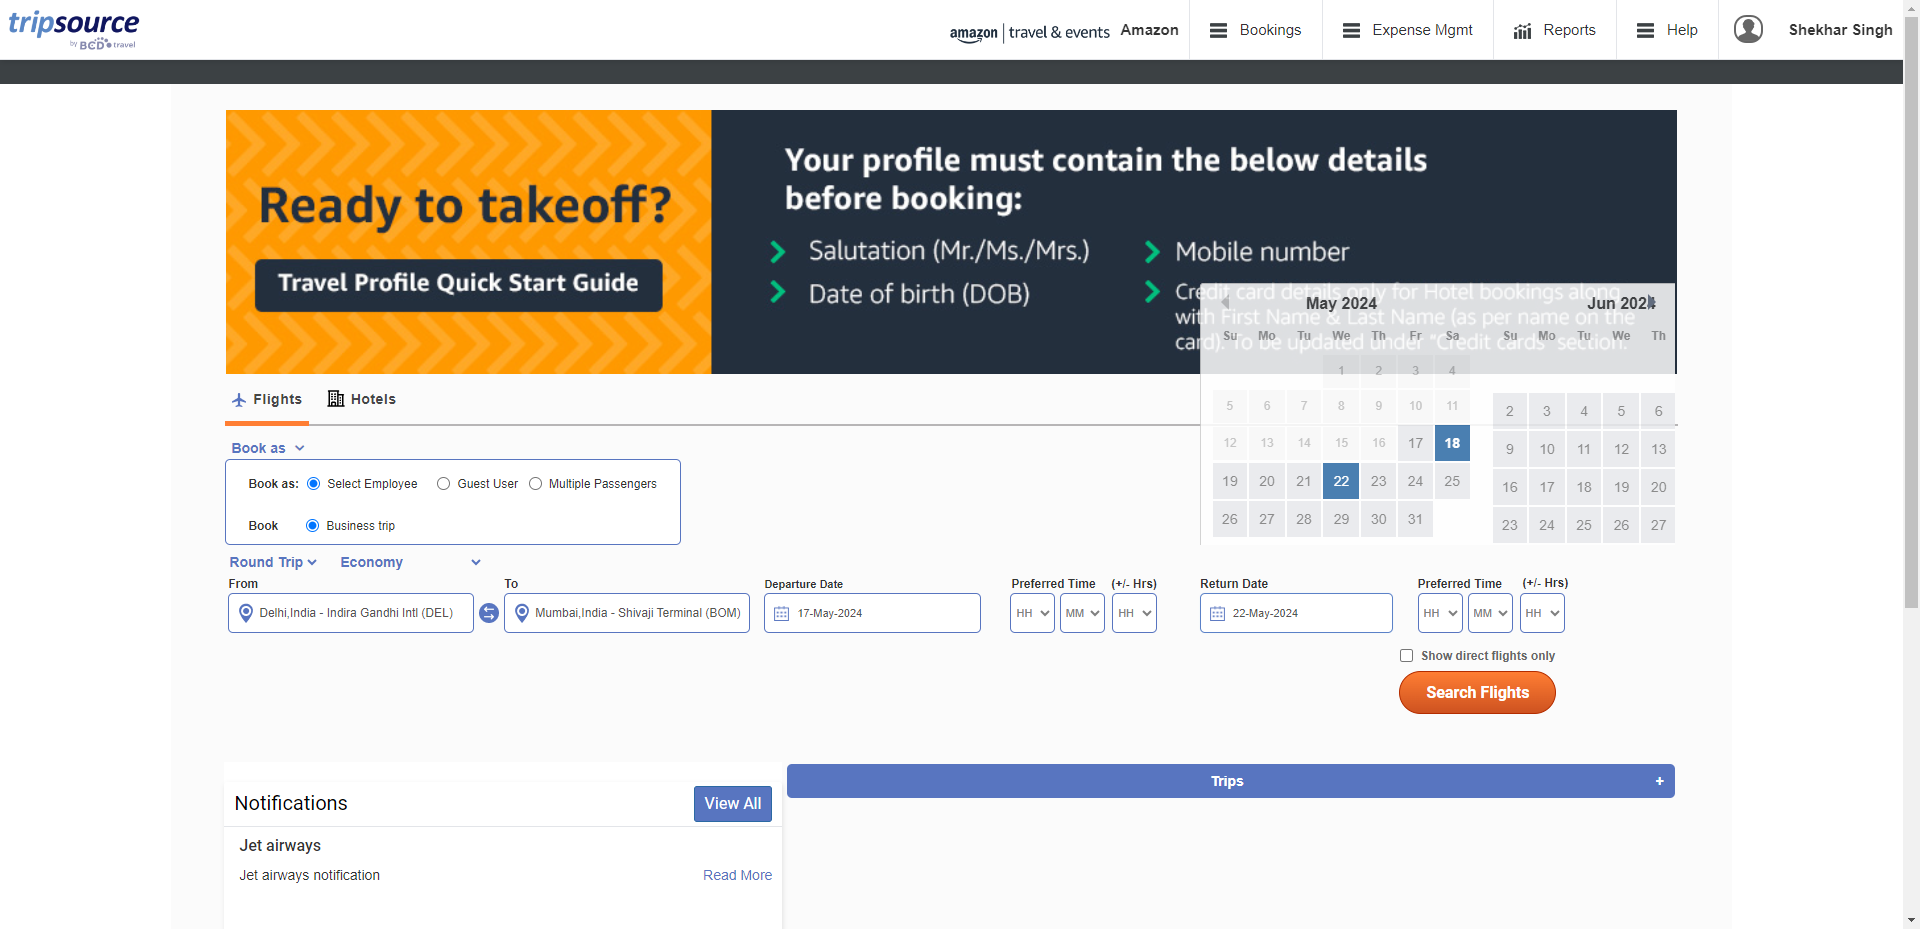 tripsource
by BCD travel
amazon | travel & events Amazon
Bookings
Expense Mgmt
Reports
Help
Shekhar Singh
Ready to takeoff?
Travel Profile Quick Start Guide
Your profile must contain the below details
before booking:
Salutation (Mr./Ms./Mrs.)
Mobile number
Date of birth (DOB)
Credit card details only for Hotel bookings along
with First Name & Last Name (as per name on the
card). To be updated under "Credit cards" section.
May 2024
Jun 2024
Su Mo Tu We Th Fr Sa
Su Mo Tu We Th
1 2 3 4
5 6 7 8 9 10 11
2 3 4 5 6
12 13 14 15 16 17 18
9 10 11 12 13
19 20 21 22 23 24 25
16 17 18 19 20
26 27 28 29 30 31
23 24 25 26 27
Flights
Hotels
Book as
Book as: Select Employee Guest User Multiple Passengers
Book Business trip
Round Trip Economy
From
To
Departure Date
Preferred Time (+/- Hrs)
Return Date
Preferred Time (+/- Hrs)
Delhi,India - Indira Gandhi Intl (DEL)
Mumbai,India - Shivaji Terminal (BOM)
17-May-2024
HH MM HH
22-May-2024
HH MM HH
Show direct flights only
Search Flights
Notifications
View All
Trips +
Jet airways
Jet airways notification
Read More